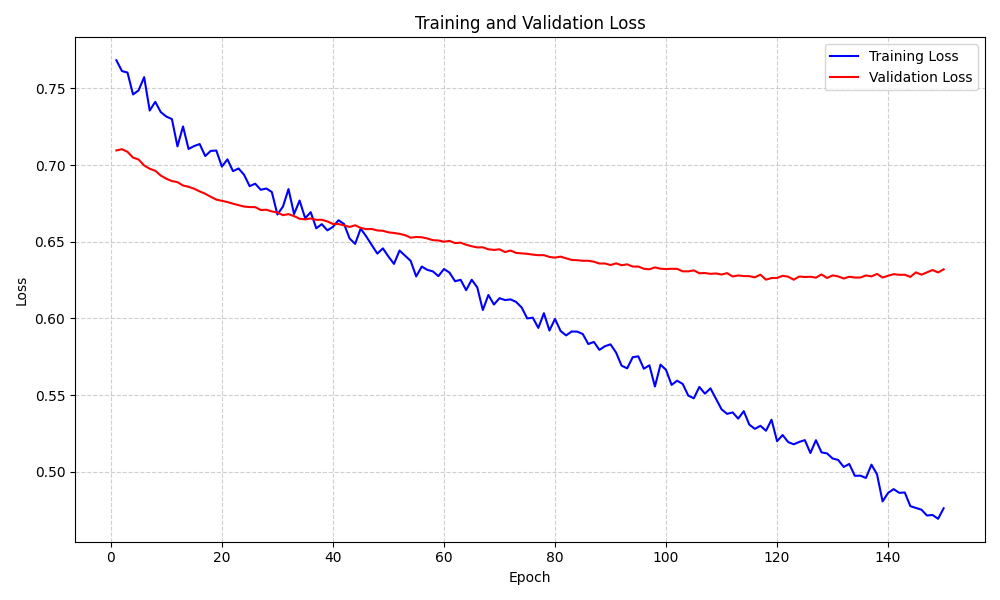 Training and Validation Loss
Training Loss
Validation Loss
Loss
0.75
0.70
0.65
0.60
0.55
0.50
0 20 40 60 80 100 120 140
Epoch